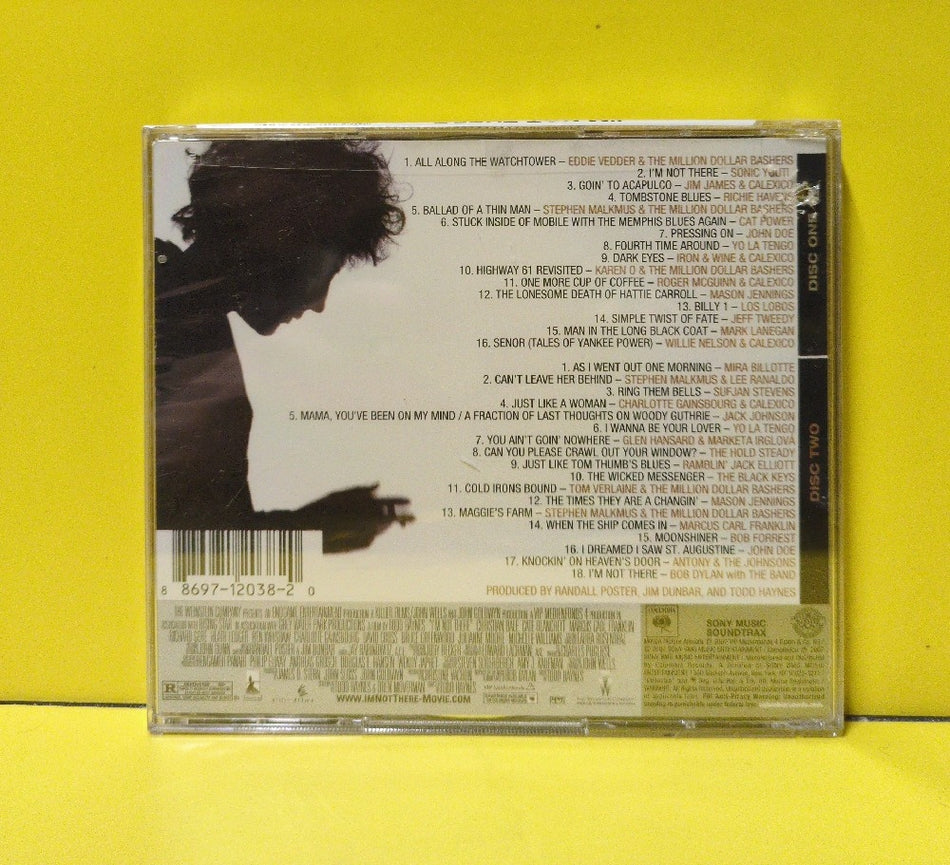 1. ALL ALONG THE WATCHTOWER – EDDIE VEDDER & THE MILLION DOLLAR BASHERS
2. I'M NOT THERE – SONIC YOUTH
3. GOIN' TO ACAPULCO – JIM JAMES & CALEXICO
4. TOMBSTONE BLUES – RICHIE HAVENS
5. BALLAD OF A THIN MAN – STEPHEN MALKMUS & THE MILLION DOLLAR BASHERS
6. STUCK INSIDE OF MOBILE WITH THE MEMPHIS BLUES AGAIN – CAT POWER
7. PRESSING ON – JOHN DOE
8. FOURTH TIME AROUND – YO LA TENGO
9. DARK EYES – IRON & WINE & CALEXICO
10. HIGHWAY 61 REVISITED – KAREN O & THE MILLION DOLLAR BASHERS
11. ONE MORE CUP OF COFFEE – ROGER MCGUINN & CALEXICO
12. THE LONESOME DEATH OF HATTIE CARROLL – MASON JENNINGS
13. BILLY 1 – LOS LOBOS
14. SIMPLE TWIST OF FATE – JEFF TWEEDY
15. MAN IN THE LONG BLACK COAT – MARK LANEGAN
16. SENOR (TALES OF YANKEE POWER) – WILLIE NELSON & CALEXICO
DISC ONE
1. AS I WENT OUT ONE MORNING – MIRA BILLOTTE
2. CAN'T LEAVE HER BEHIND – STEPHEN MALKMUS & LEE RANALDO
3. RING THEM BELLS – SUFJAN STEVENS
4. JUST LIKE A WOMAN – CHARLOTTE GAINSBOURG & CALEXICO
5. MAMA, YOU'VE BEEN ON MY MIND / A FRACTION OF LAST THOUGHTS ON WOODY GUTHRIE – JACK JOHNSON
6. I WANNA BE YOUR LOVER – YO LA TENGO
7. YOU AIN'T GOIN' NOWHERE – GLEN HANSARD & MARKETA IRGLOVA
8. CAN YOU PLEASE CRAWL OUT YOUR WINDOW? – THE HOLD STEADY
9. JUST LIKE TOM THUMB'S BLUES – RAMBLIN' JACK ELLIOTT
10. THE WICKED MESSENGER – THE BLACK KEYS
11. COLD IRONS BOUND – TOM VERLAINE & THE MILLION DOLLAR BASHERS
12. THE TIMES THEY ARE A CHANGIN' – MASON JENNINGS
13. MAGGIE'S FARM – STEPHEN MALKMUS & THE MILLION DOLLAR BASHERS
14. WHEN THE SHIP COMES IN – MARCUS CARL FRANKLIN
15. MOONSHINER – BOB FORREST
16. I DREAMED I SAW ST. AUGUSTINE – JOHN DOE
17. KNOCKIN' ON HEAVEN'S DOOR – ANTONY & THE JOHNSONS
18. I'M NOT THERE – BOB DYLAN with THE BAND
DISC TWO
8 8697-12038-2 0
PRODUCED BY RANDALL POSTER, JIM DUNBAR, AND TODD HAYNES
WWW.IMNOTTHERE-MOVIE.COM
R
COLUMBIA
SONY MUSIC
SOUNDTRAX